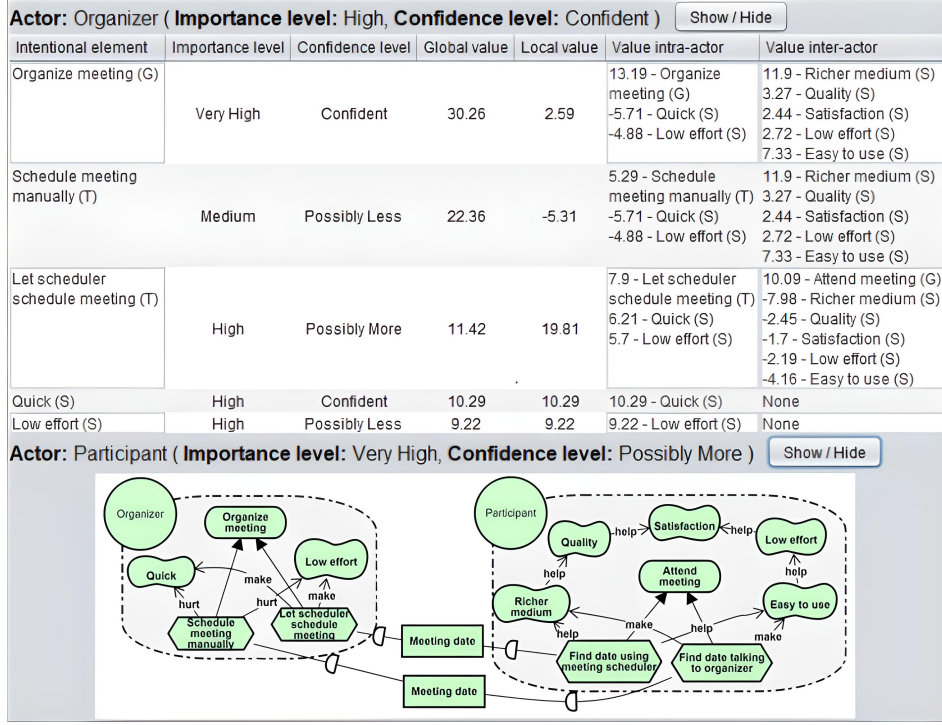 Actor: Organizer ( Importance level: High, Confidence level: Confident ) Show / Hide
Intentional element Importance level Confidence level Global value Local value Value intra-actor Value inter-actor
Organize meeting (G) Very High Confident 30.26 2.59
13.19 - Organize
meeting (G)
-5.71 - Quick (S)
-4.88 - Low effort (S)
11.9 - Richer medium (S)
3.27 - Quality (S)
2.44 - Satisfaction (S)
2.72 - Low effort (S)
7.33 - Easy to use (S)
Schedule meeting
manually (T)
Medium Possibly Less 22.36 -5.31
5.29 - Schedule
meeting manually (T)
-5.71 - Quick (S)
-4.88 - Low effort (S)
11.9 - Richer medium (S)
3.27 - Quality (S)
2.44 - Satisfaction (S)
2.72 - Low effort (S)
7.33 - Easy to use (S)
Let scheduler
schedule meeting (T)
High Possibly More 11.42 19.81
7.9 - Let scheduler
schedule meeting (T)
6.21 - Quick (S)
5.7 - Low effort (S)
10.09 - Attend meeting (G)
-7.98 - Richer medium (S)
-2.45 - Quality (S)
-1.7 - Satisfaction (S)
-2.19 - Low effort (S)
-4.16 - Easy to use (S)
Quick (S) High Confident 10.29 10.29 10.29 - Quick (S) None
Low effort (S) High Possibly Less 9.22 9.22 9.22 - Low effort (S) None
Actor: Participant ( Importance level: Very High, Confidence level: Possibly More ) Show / Hide
Organizer
Organize
meeting
Quick
Low effort
make
make
hurt
hurt
Schedule
meeting
manually
Let scheduler
schedule
meeting
Meeting date
Meeting date
Participant
Quality
help
Satisfaction
help
Low effort
help
help
Attend
meeting
Richer
medium
Easy to use
help
make
help
make
Find date using
meeting scheduler
Find date talking
to organizer